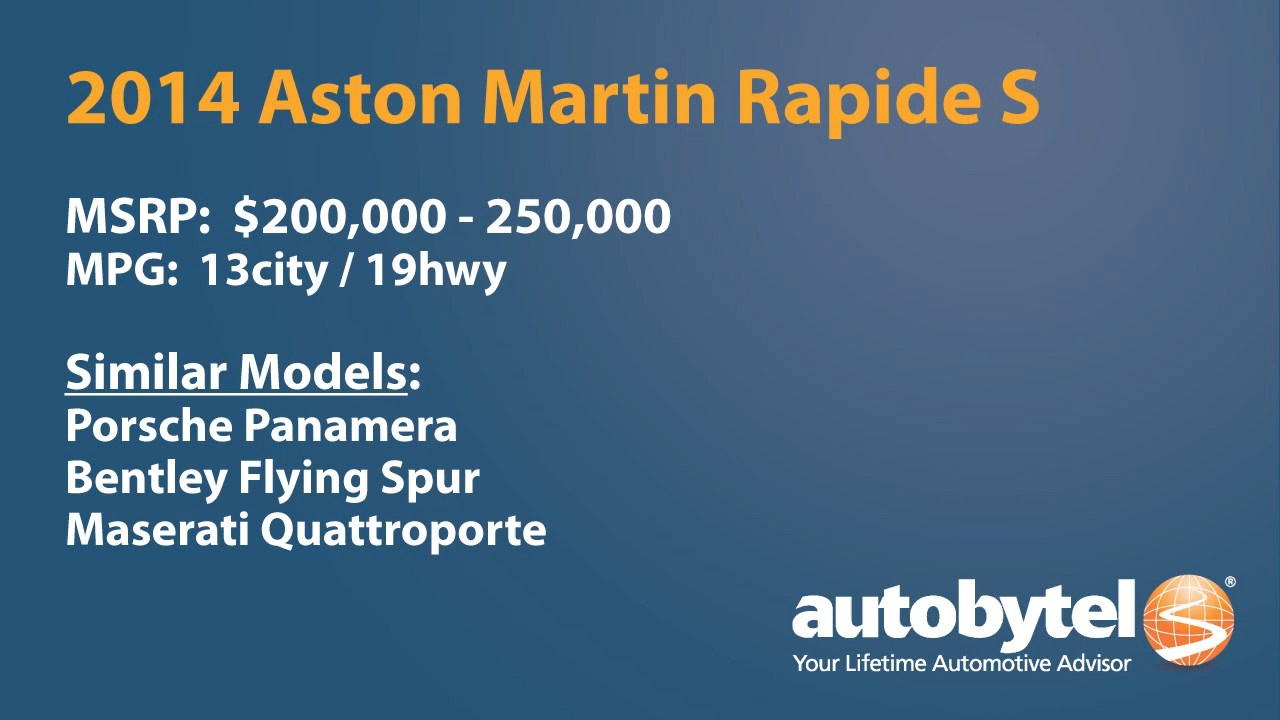 2014 Aston Martin Rapide S
MSRP: $200,000 - 250,000
MPG: 13city / 19hwy
Similar Models:
Porsche Panamera
Bentley Flying Spur
Maserati Quattroporte
autobytel®
Your Lifetime Automotive Advisor